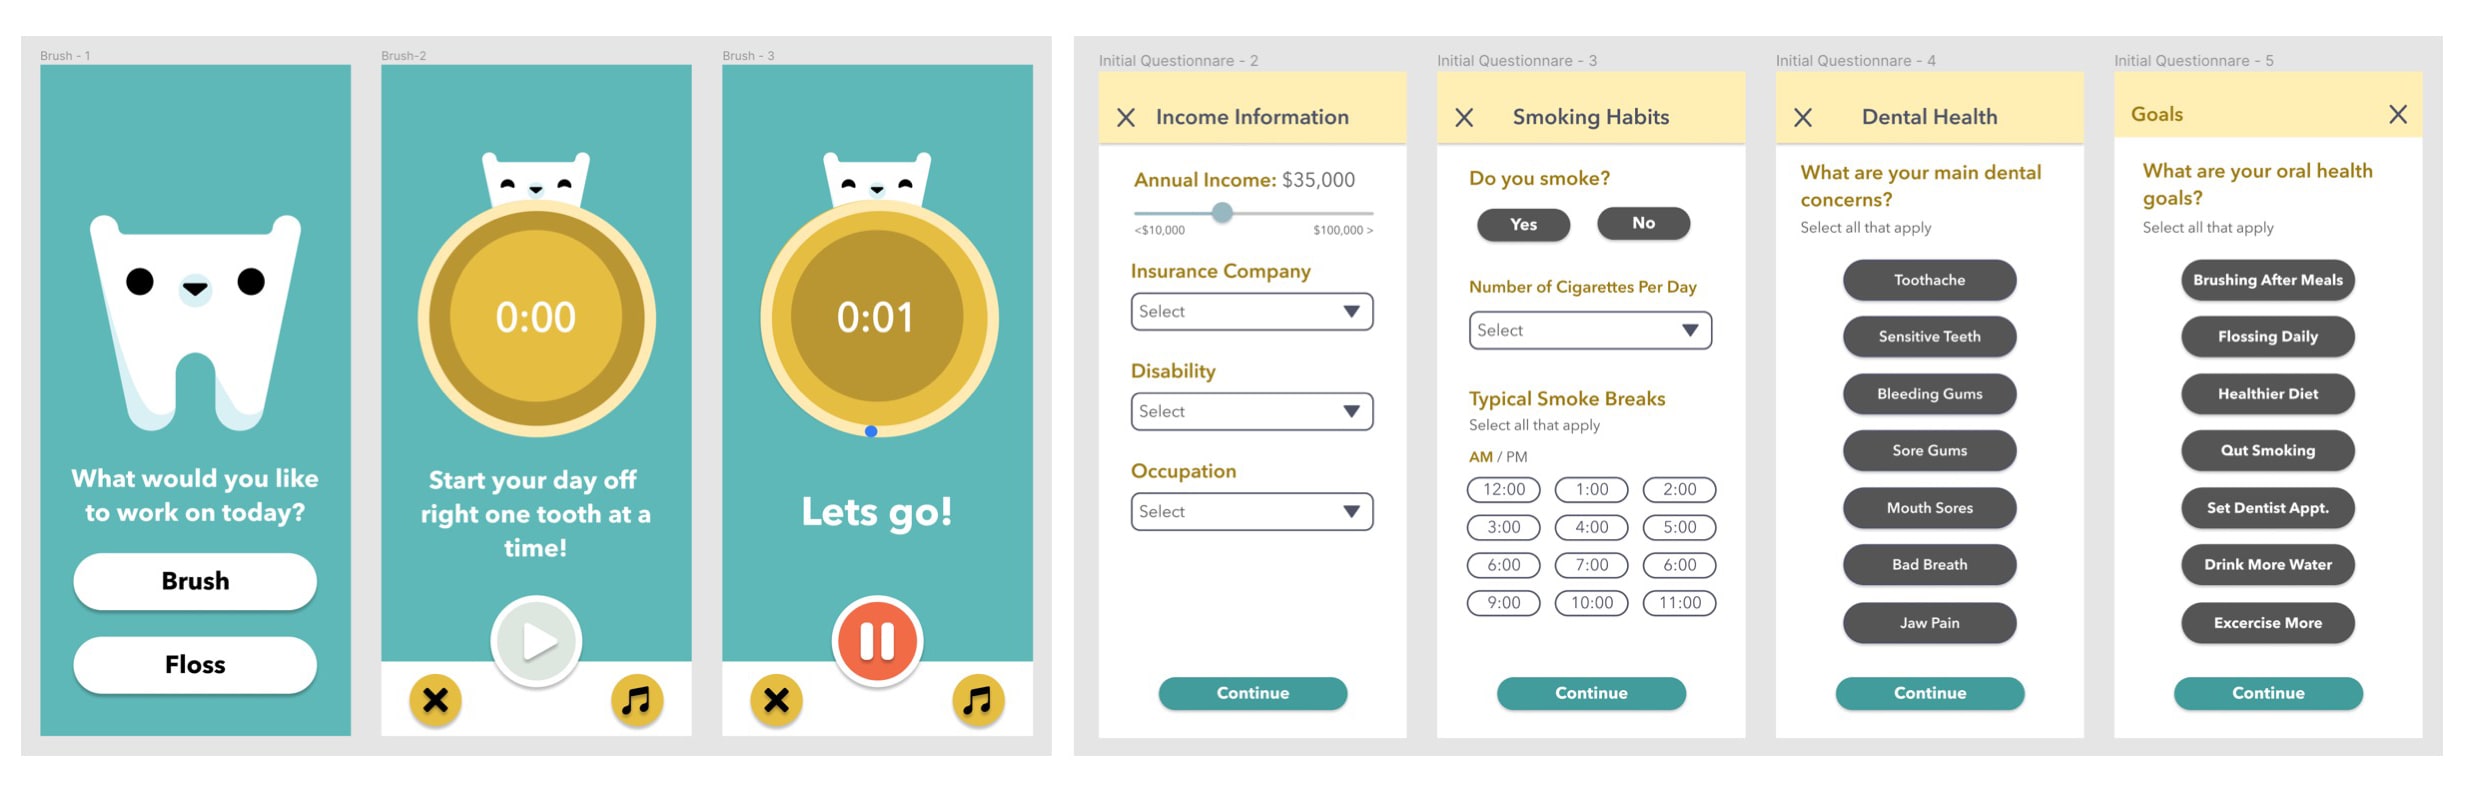 Brush - 1
What would you like
to work on today?
Brush
Floss
Brush-2
0:00
Start your day off
right one tooth at a
time!
Brush - 3
0:01
Lets go!
Initial Questionnare - 2
Income Information
Annual Income: $35,000
<$10,000 $100,000 >
Insurance Company
Select
Disability
Select
Occupation
Select
Continue
Initial Questionnare - 3
Smoking Habits
Do you smoke?
Yes No
Number of Cigarettes Per Day
Select
Typical Smoke Breaks
Select all that apply
AM / PM
12:00 1:00 2:00
3:00 4:00 5:00
6:00 7:00 6:00
9:00 10:00 11:00
Continue
Initial Questionnare - 4
Dental Health
What are your main dental
concerns?
Select all that apply
Toothache
Sensitive Teeth
Bleeding Gums
Sore Gums
Mouth Sores
Bad Breath
Jaw Pain
Continue
Initial Questionnare - 5
Goals
What are your oral health
goals?
Select all that apply
Brushing After Meals
Flossing Daily
Healthier Diet
Qut Smoking
Set Dentist Appt.
Drink More Water
Excercise More
Continue